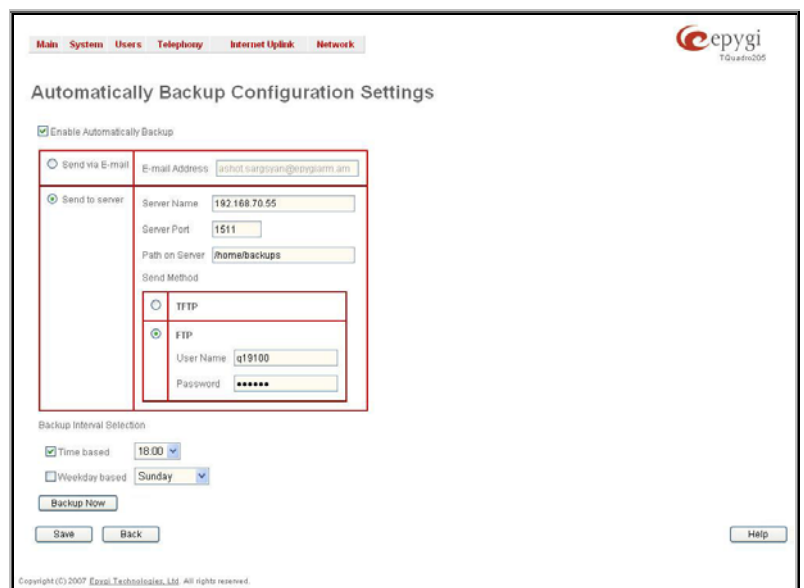 Main System Users Telephony Internet Uplink Network
epygi
TQuadro205
Automatically Backup Configuration Settings
Enable Automatically Backup
Send via E-mail E-mail Address ashot.sargsyan@epygiarm.am
Send to server Server Name 192.168.70.55
Server Port 1511
Path on Server /home/backups
Send Method
TFTP
FTP
User Name q19100
Password ●●●●●●
Backup Interval Selection
Time based 18:00
Weekday based Sunday
Backup Now
Save Back Help
Copyright (C) 2007 Epygi Technologies, Ltd. All rights reserved.